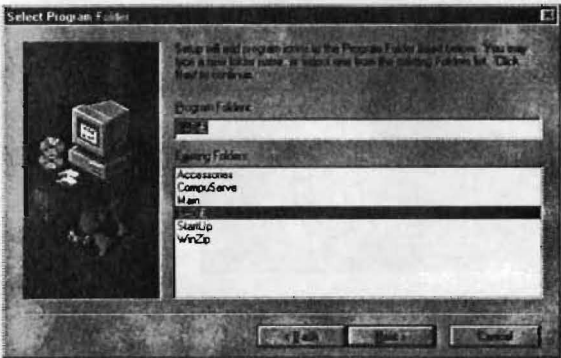 Select Program Folder
Setup will add program icons to the Program Folder listed below. You may
type a new folder name, or select one from the existing Folders list. Click
Next to continue.
Program Folders:
Existing Folders:
Accessories
CompuServe
Main
StartUp
WinZip
< Back
Next >
Cancel